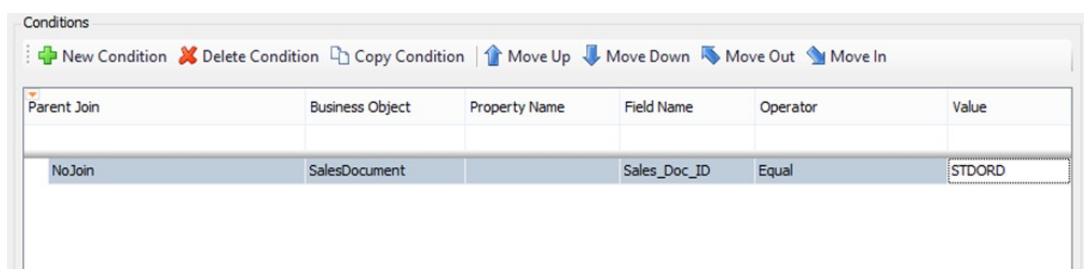 Conditions
New Condition Delete Condition Copy Condition Move Up Move Down Move Out Move In
Parent Join Business Object Property Name Field Name Operator Value
NoJoin SalesDocument Sales_Doc_ID Equal STDORD